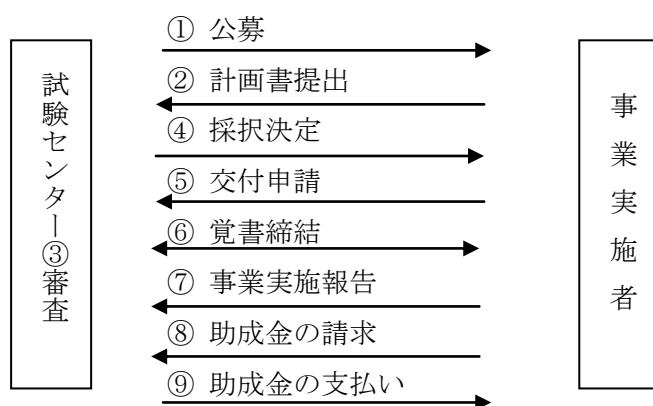 ① 公募
② 計画書提出
④ 採択決定
⑤ 交付申請
⑥ 覚書締結
⑦ 事業実施報告
⑧ 助成金の請求
⑨ 助成金の支払い
試験センター③審査
事業実施者